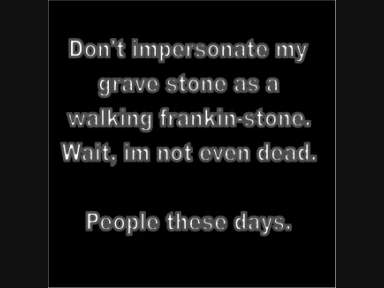 Don't impersonate my
grave stone as a
walking frankin-stone.
Wait, im not even dead.
People these days.